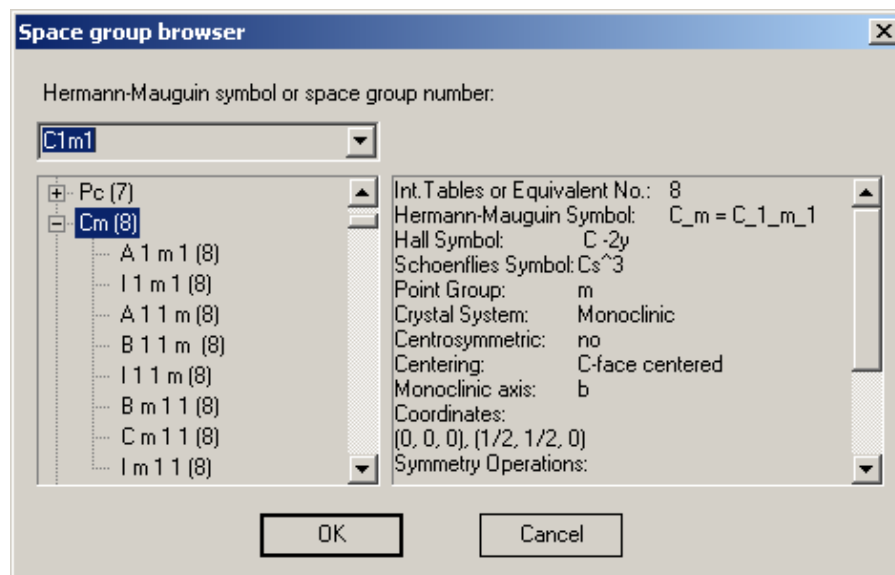 Space group browser
Hermann-Mauguin symbol or space group number:
C1m1
Pc (7)
Cm (8)
A 1 m 1 (8)
I 1 m 1 (8)
A 1 1 m (8)
B 1 1 m (8)
I 1 1 m (8)
B m 1 1 (8)
C m 1 1 (8)
I m 1 1 (8)
Int.Tables or Equivalent No.: 8
Hermann-Mauguin Symbol: C_m = C_1_m_1
Hall Symbol: C -2y
Schoenflies Symbol: Cs^3
Point Group: m
Crystal System: Monoclinic
Centrosymmetric: no
Centering: C-face centered
Monoclinic axis: b
Coordinates:
(0, 0, 0), (1/2, 1/2, 0)
Symmetry Operations:
OK Cancel